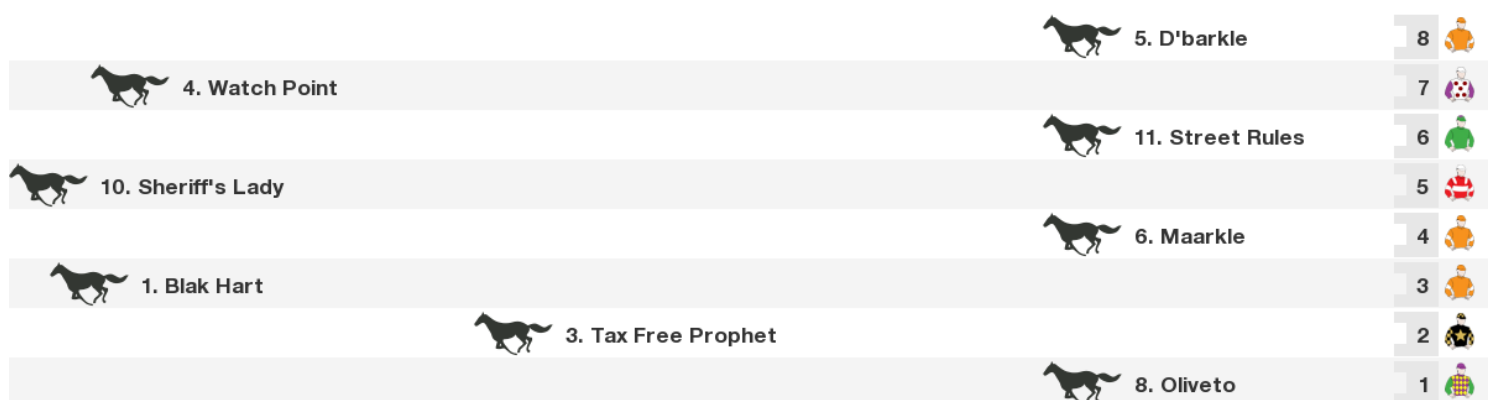 5. D'barkle 8
4. Watch Point 7
11. Street Rules 6
10. Sheriff's Lady 5
6. Maarkle 4
1. Blak Hart 3
3. Tax Free Prophet 2
8. Oliveto 1